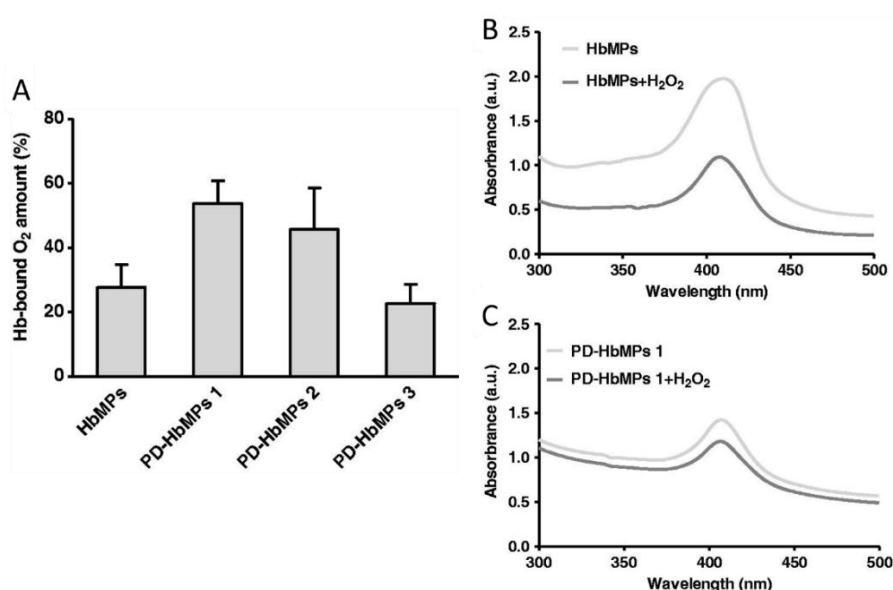 A
Hb-bound O₂ amount (%)
80
60
40
20
0
HbMPs
PD-HbMPs 1
PD-HbMPs 2
PD-HbMPs 3
B
Absorbrance (a.u.)
2.5
2.0
1.5
1.0
0.5
0.0
HbMPs
HbMPs+H₂O₂
300 350 400 450 500
Wavelength (nm)
C
Absorbrance (a.u.)
2.5
2.0
1.5
1.0
0.5
0.0
PD-HbMPs 1
PD-HbMPs 1+H₂O₂
300 350 400 450 500
Wavelength (nm)